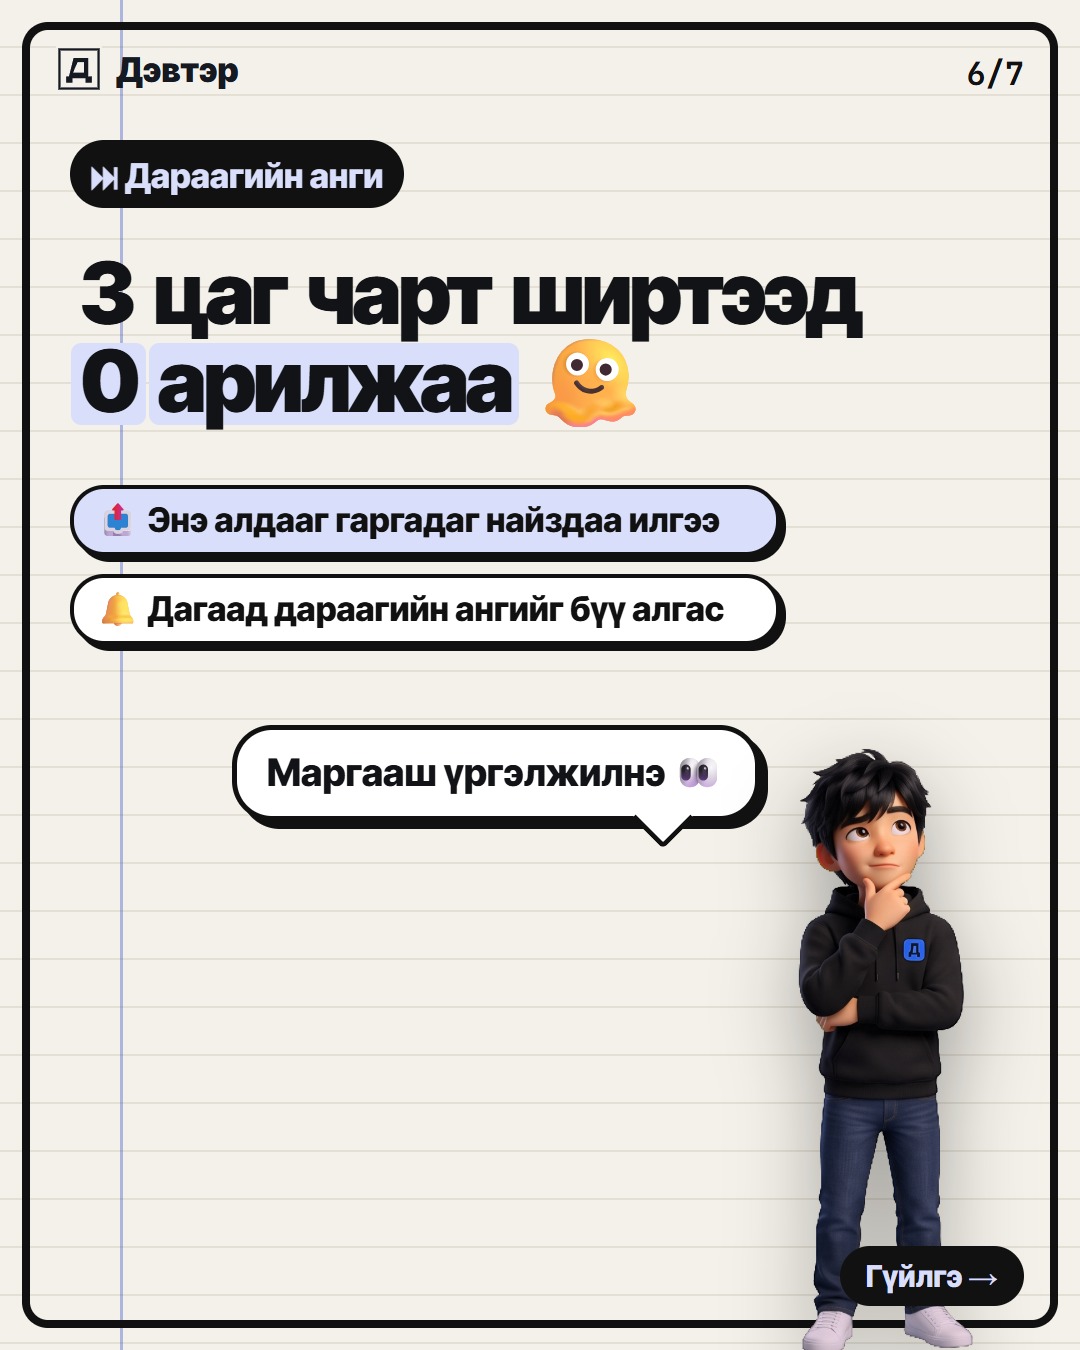 Д Дэвтэр
6/7
⏭ Дараагийн анги
3 цаг чарт ширтээд
0 арилжаа 🫠
📤 Энэ алдааг гаргадаг найздаа илгээ
🔔 Дагаад дараагийн ангийг бүү алгас
Маргааш үргэлжилнэ 👀
Д
Гүйлгэ →